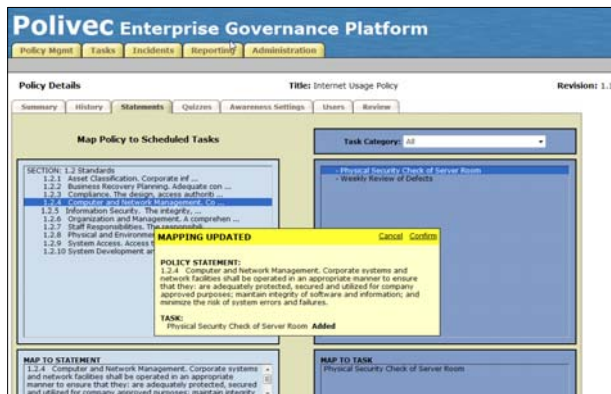 Polivec Enterprise Governance Platform
Policy Mgmt Tasks Incidents Reporting Administration
Policy Details Title: Internet Usage Policy Revision: 1.1
Summary History Statements Quizzes Awareness Settings Users Review
Map Policy to Scheduled Tasks
Task Category: All
SECTION: 1.2 Standards
1.2.1 Asset Classification. Corporate inf ...
1.2.2 Business Recovery Planning. Adequate con ...
1.2.3 Compliance. The design, access authoriti ...
1.2.4 Computer and Network Management. Co ...
1.2.5 Information Security. The integrity, ...
1.2.6 Organization and Management. A comprehen ...
1.2.7 Staff Responsibilities. The responsibili
1.2.8 Physical and Environmen
1.2.9 System Access. Access t
1.2.10 System Development an
- Physical Security Check of Server Room
- Weekly Review of Defects
MAPPING UPDATED Cancel Confirm
POLICY STATEMENT:
1.2.4 Computer and Network Management. Corporate systems and
network facilities shall be operated in an appropriate manner to ensure
that they: are adequately protected, secured and utilized for company
approved purposes; maintain integrity of software and information; and
minimize the risk of system errors and failures.
TASK:
Physical Security Check of Server Room Added
MAP TO STATEMENT
1.2.4 Computer and Network Management. Corporate systems
and network facilities shall be operated in an appropriate
manner to ensure that they: are adequately protected, secured
and utilized for company approved purposes; maintain integrity
MAP TO TASK
Physical Security Check of Server Room